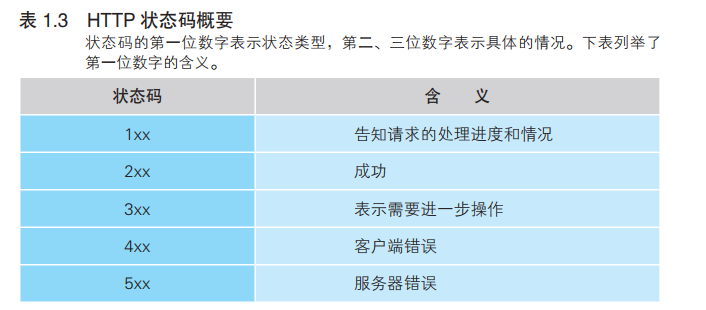 表 1.3 HTTP 状态码概要
状态码的第一位数字表示状态类型，第二、三位数字表示具体的情况。下表列举了
第一位数字的含义。
状态码 含 义
1xx 告知请求的处理进度和情况
2xx 成功
3xx 表示需要进一步操作
4xx 客户端错误
5xx 服务器错误